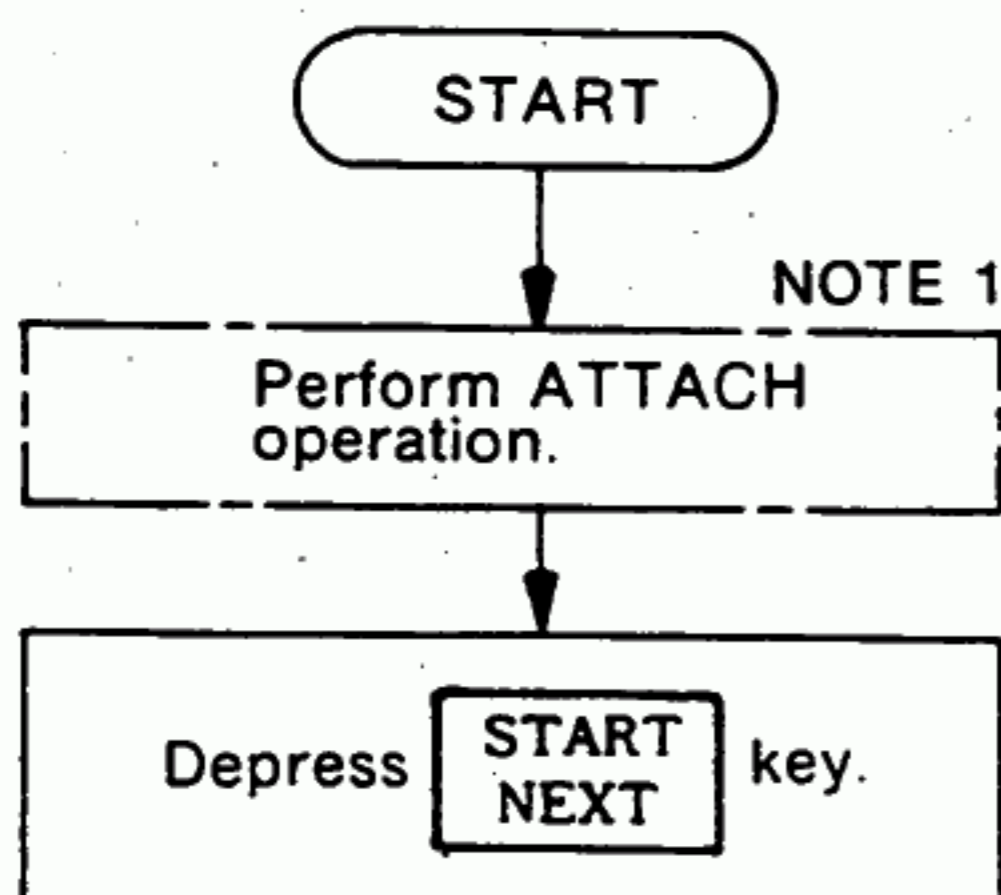 START
NOTE 1
Perform ATTACH
operation.
Depress START NEXT key.